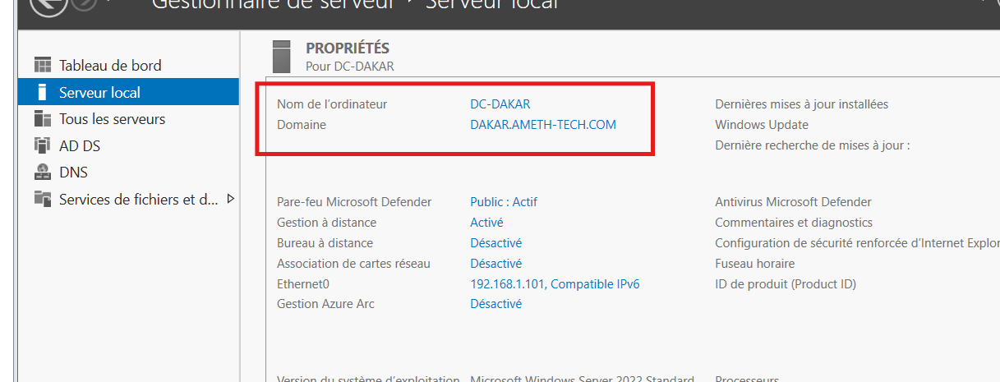 Gestionnaire de serveur ‣ Serveur local
PROPRIÉTÉS
Pour DC-DAKAR
Tableau de bord
Serveur local
Tous les serveurs
AD DS
DNS
Services de fichiers et d...
Nom de l'ordinateur DC-DAKAR
Domaine DAKAR.AMETH-TECH.COM
Dernières mises à jour installées
Windows Update
Dernière recherche de mises à jour :
Pare-feu Microsoft Defender Public : Actif
Gestion à distance Activé
Bureau à distance Désactivé
Association de cartes réseau Désactivé
Ethernet0 192.168.1.101, Compatible IPv6
Gestion Azure Arc Désactivé
Antivirus Microsoft Defender
Commentaires et diagnostics
Configuration de sécurité renforcée d'Internet Explor
Fuseau horaire
ID de produit (Product ID)
Version du système d'exploitation Microsoft Windows Server 2022 Standard
Processeurs